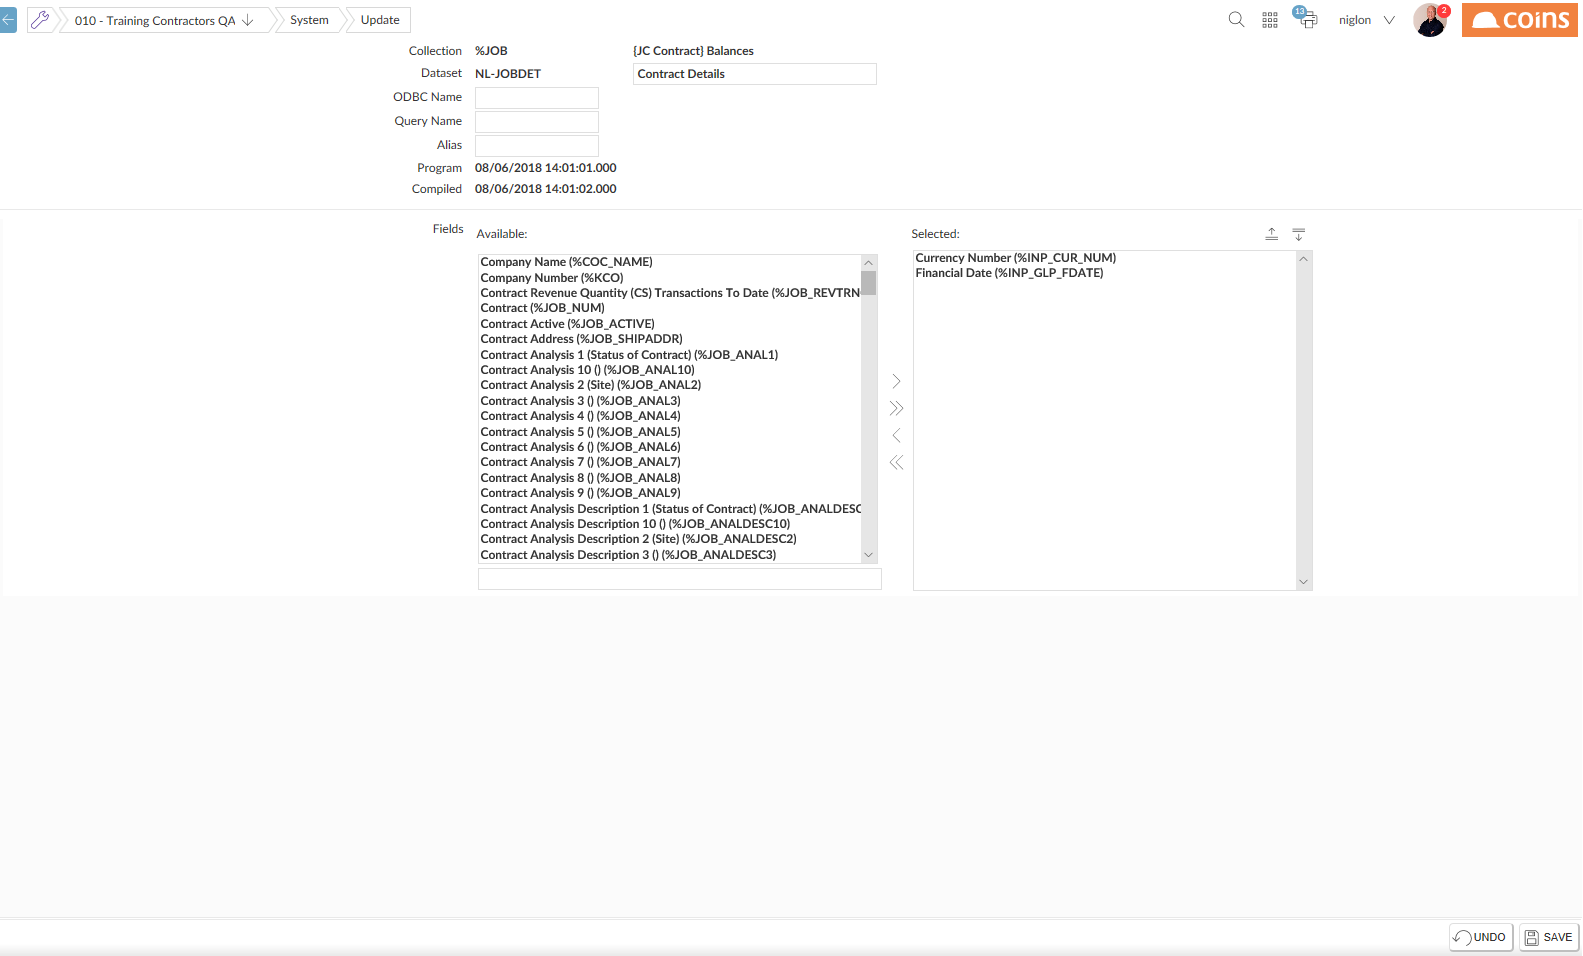 010 - Training Contractors QA System Update 13 niglon 2 coins
Collection %JOB {JC Contract} Balances
Dataset NL-JOBDET Contract Details
ODBC Name
Query Name
Alias
Program 08/06/2018 14:01:01.000
Compiled 08/06/2018 14:01:02.000
Fields Available: Selected:
Company Name (%COC_NAME)
Company Number (%KCO)
Contract Revenue Quantity (CS) Transactions To Date (%JOB_REVTRN
Contract (%JOB_NUM)
Contract Active (%JOB_ACTIVE)
Contract Address (%JOB_SHIPADDR)
Contract Analysis 1 (Status of Contract) (%JOB_ANAL1)
Contract Analysis 10 () (%JOB_ANAL10)
Contract Analysis 2 (Site) (%JOB_ANAL2)
Contract Analysis 3 () (%JOB_ANAL3)
Contract Analysis 4 () (%JOB_ANAL4)
Contract Analysis 5 () (%JOB_ANAL5)
Contract Analysis 6 () (%JOB_ANAL6)
Contract Analysis 7 () (%JOB_ANAL7)
Contract Analysis 8 () (%JOB_ANAL8)
Contract Analysis 9 () (%JOB_ANAL9)
Contract Analysis Description 1 (Status of Contract) (%JOB_ANALDESC
Contract Analysis Description 10 () (%JOB_ANALDESC10)
Contract Analysis Description 2 (Site) (%JOB_ANALDESC2)
Contract Analysis Description 3 () (%JOB_ANALDESC3)
Currency Number (%INP_CUR_NUM)
Financial Date (%INP_GLP_FDATE)
UNDO SAVE